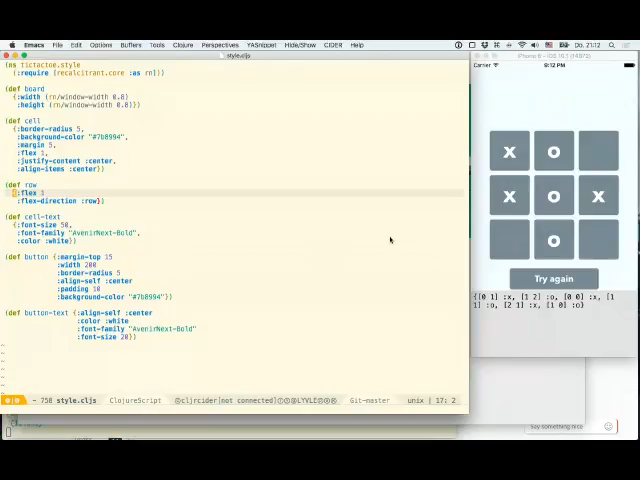 Emacs File Edit Options Buffers Tools Clojure Perspectives YASnippet Hide/Show CIDER Help Do. 21:12
style.cljs
(ns tictactoe.style
(:require [recalcitrant.core :as rn]))
(def board
{:width (rn/window-width 0.8)
:height (rn/window-width 0.8)})
(def cell
{:border-radius 5,
:background-color "#7b8994",
:margin 5,
:flex 1,
:justify-content :center,
:align-items :center})
(def row
{:flex 3
:flex-direction :row})
(def cell-text
{:font-size 50,
:font-family "AvenirNext-Bold",
:color :white})
(def button {:margin-top 15
:width 200
:border-radius 5
:align-self :center
:padding 10
:background-color "#7b8994"})
(def button-text {:align-self :center
:color :white
:font-family "AvenirNext-Bold"
:font-size 20})
- 758 style.cljs ClojureScript cljrcider[not connected] Git-master unix | 17: 2
Carrier 9:12 PM
x o
x o x
o
Try again
{[0 1] :x, [1 2] :o, [0 0] :x, [1
1] :o, [2 1] :x, [1 0] :o}
Say something nice